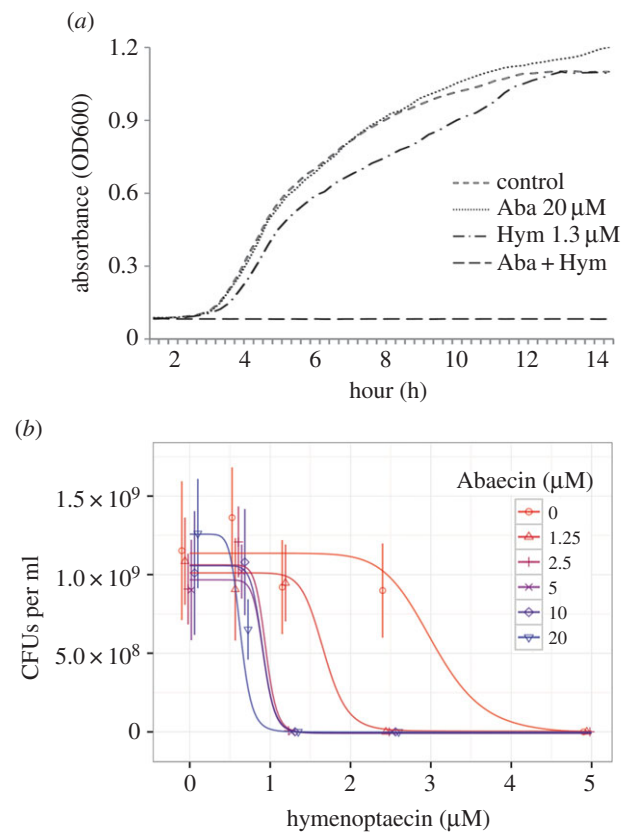 (a)
1.2
0.9
0.6
0.3
0
absorbance (OD600)
control
Aba 20 μM
Hym 1.3 μM
Aba + Hym
2 4 6 8 10 12 14
hour (h)
(b)
Abaecin (μM)
0
1.25
2.5
5
10
20
1.5 × 10⁹
1.0 × 10⁹
5.0 × 10⁸
0
CFUs per ml
0 1 2 3 4 5
hymenoptaecin (μM)